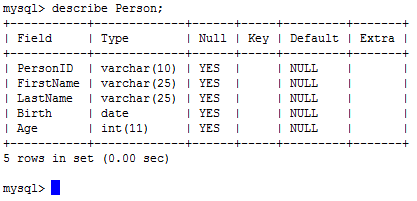 mysql> describe Person;
+-----------+-------------+------+-----+---------+-------+
| Field     | Type        | Null | Key | Default | Extra |
+-----------+-------------+------+-----+---------+-------+
| PersonID  | varchar(10) | YES  |     | NULL    |       |
| FirstName | varchar(25) | YES  |     | NULL    |       |
| LastName  | varchar(25) | YES  |     | NULL    |       |
| Birth     | date        | YES  |     | NULL    |       |
| Age       | int(11)     | YES  |     | NULL    |       |
+-----------+-------------+------+-----+---------+-------+
5 rows in set (0.00 sec)
mysql>